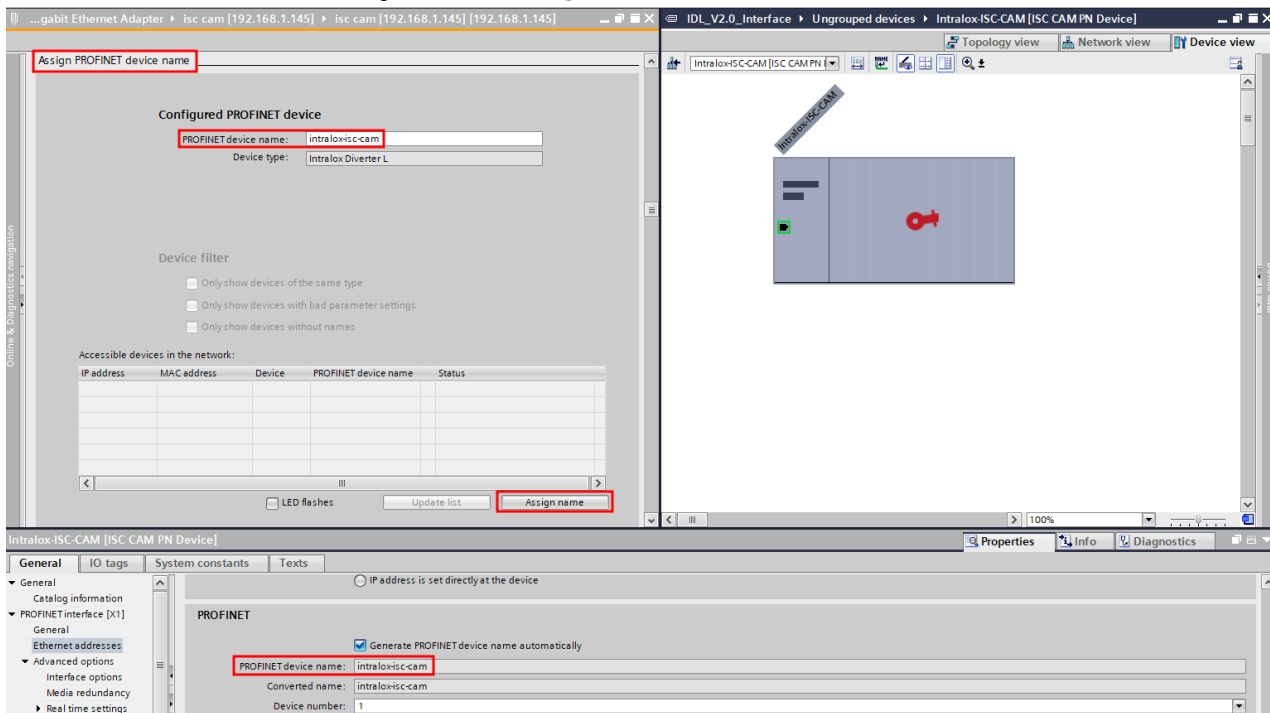 ...gabit Ethernet Adapter ▸ isc cam [192.168.1.145] ▸ isc cam [192.168.1.145] [192.168.1.145]
Assign PROFINET device name
Configured PROFINET device
PROFINET device name: intralox-isc-cam
Device type: Intralox Diverter L
Device filter
Only show devices of the same type
Only show devices with bad parameter settings
Only show devices without names
Accessible devices in the network:
IP address MAC address Device PROFINET device name Status
LED flashes Update list Assign name
Online & Diagnostics navigation
IDL_V2.0_Interface ▸ Ungrouped devices ▸ Intralox-ISC-CAM [ISC CAM PN Device]
Topology view Network view Device view
Intralox-ISC-CAM [ISC CAM PN
Intralox-ISC-CAM
100%
Intralox-ISC-CAM [ISC CAM PN Device]
Properties Info Diagnostics
General IO tags System constants Texts
General
Catalog information
PROFINET interface [X1]
General
Ethernet addresses
Advanced options
Interface options
Media redundancy
Real time settings
IP address is set directly at the device
PROFINET
Generate PROFINET device name automatically
PROFINET device name: intralox-isc-cam
Converted name: intralox-isc-cam
Device number: 1